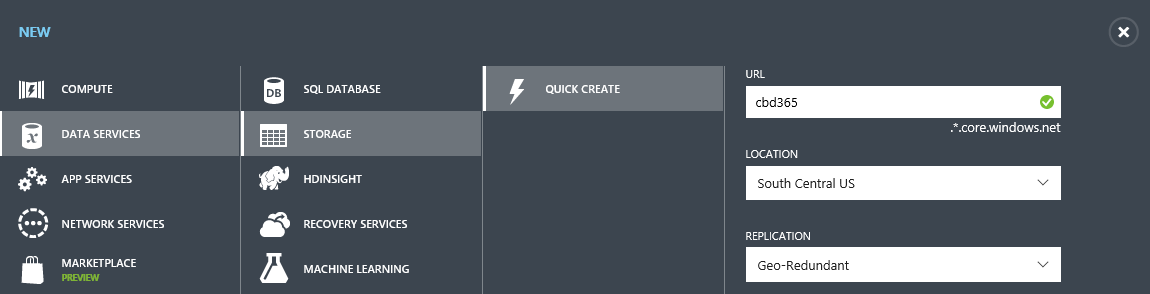 NEW
COMPUTE
DATA SERVICES
APP SERVICES
NETWORK SERVICES
MARKETPLACE
PREVIEW
DB
SQL DATABASE
STORAGE
HDINSIGHT
RECOVERY SERVICES
MACHINE LEARNING
QUICK CREATE
URL
cbd365
.*.core.windows.net
LOCATION
South Central US
REPLICATION
Geo-Redundant